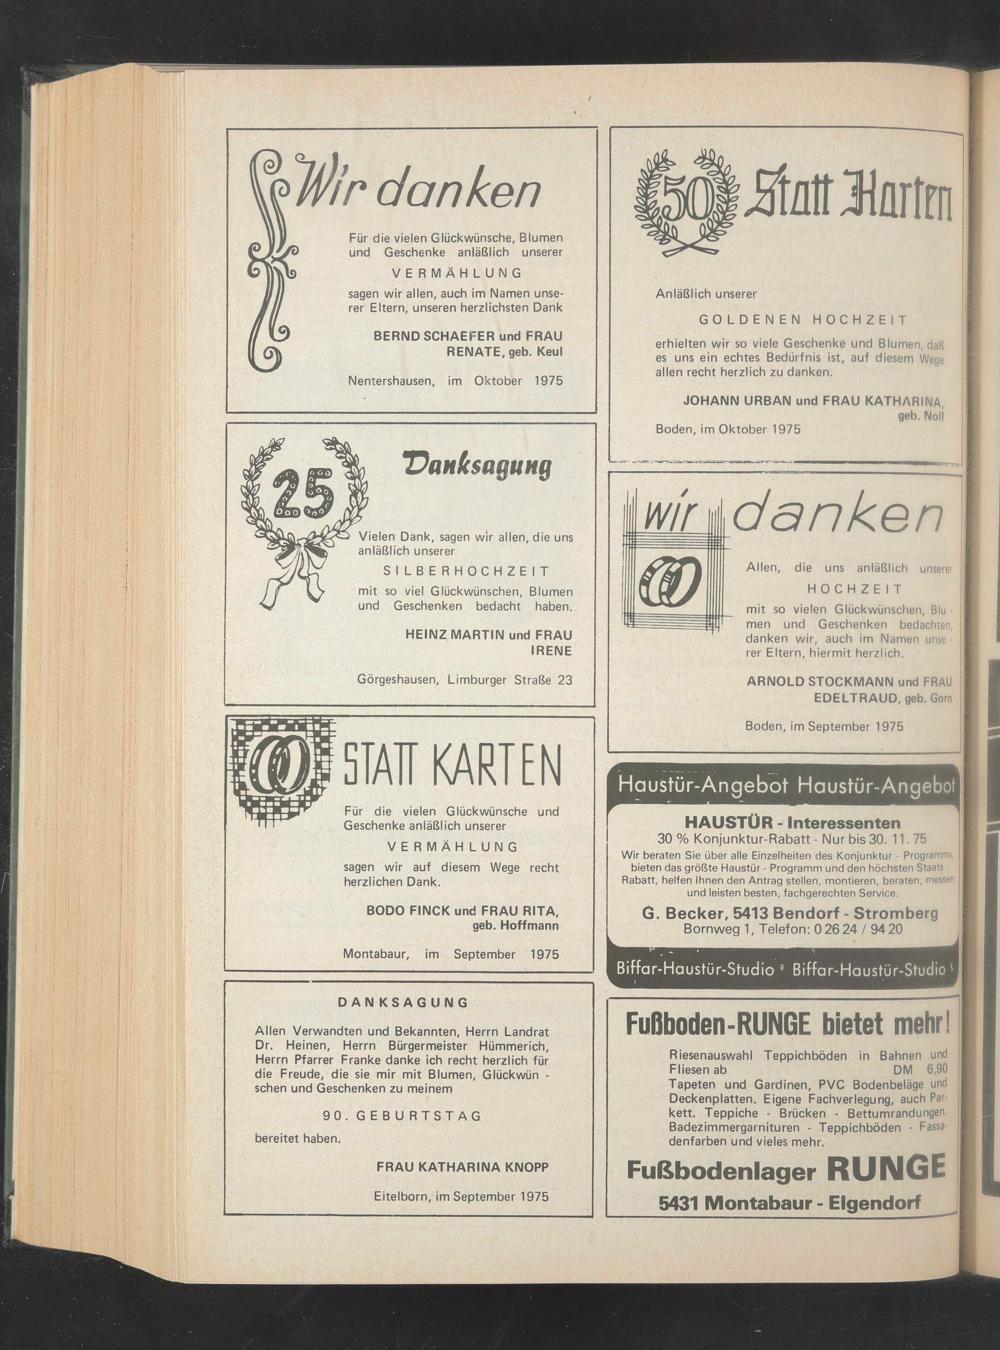 Wir danken
Für die vielen Glückwünsche, Blumen
und Geschenke anläßlich unserer
VERMÄHLUNG
sagen wir allen, auch im Namen unse-
rer Eltern, unseren herzlichsten Dank
BERND SCHAEFER und FRAU
RENATE, geb. Keul
Nentershausen, im Oktober 1975
25
Danksagung
Vielen Dank, sagen wir allen, die uns
anläßlich unserer
SILBERHOCHZEIT
mit so viel Glückwünschen, Blumen
und Geschenken bedacht haben.
HEINZ MARTIN und FRAU
IRENE
Görgeshausen, Limburger Straße 23
STATT KARTEN
Für die vielen Glückwünsche und
Geschenke anläßlich unserer
VERMÄHLUNG
sagen wir auf diesem Wege recht
herzlichen Dank.
BODO FINCK und FRAU RITA,
geb. Hoffmann
Montabaur, im September 1975
DANKSAGUNG
Allen Verwandten und Bekannten, Herrn Landrat
Dr. Heinen, Herrn Bürgermeister Hümmerich,
Herrn Pfarrer Franke danke ich recht herzlich für
die Freude, die sie mir mit Blumen, Glückwün -
schen und Geschenken zu meinem
90. GEBURTSTAG
bereitet haben.
FRAU KATHARINA KNOPP
Eitelborn, im September 1975
50 Statt Karten
Anläßlich unserer
GOLDENEN HOCHZEIT
erhielten wir so viele Geschenke und Blumen, daß
es uns ein echtes Bedürfnis ist, auf diesem Wege
allen recht herzlich zu danken.
JOHANN URBAN und FRAU KATHARINA,
geb. Noll
Boden, im Oktober 1975
wir danken
Allen, die uns anläßlich unserer
HOCHZEIT
mit so vielen Glückwünschen, Blu -
men und Geschenken bedachten,
danken wir, auch im Namen unse -
rer Eltern, hiermit herzlich.
ARNOLD STOCKMANN und FRAU
EDELTRAUD, geb. Gorn
Boden, im September 1975
Haustür-Angebot Haustür-Angebot
HAUSTÜR - Interessenten
30 % Konjunktur-Rabatt - Nur bis 30. 11. 75
Wir beraten Sie über alle Einzelheiten des Konjunktur - Programms,
bieten das größte Haustür - Programm und den höchsten Staats -
Rabatt, helfen Ihnen den Antrag stellen, montieren, beraten, messen
und leisten besten, fachgerechten Service.
G. Becker, 5413 Bendorf - Stromberg
Bornweg 1, Telefon: 0 26 24 / 94 20
Biffar-Haustür-Studio Biffar-Haustür-Studio
Fußboden-RUNGE bietet mehr!
Riesenauswahl Teppichböden in Bahnen und
Fliesen ab DM 6,90
Tapeten und Gardinen, PVC Bodenbeläge und
Deckenplatten. Eigene Fachverlegung, auch Par-
kett. Teppiche - Brücken - Bettumrandungen.
Badezimmergarnituren - Teppichböden - Fassa-
denfarben und vieles mehr.
Fußbodenlager RUNGE
5431 Montabaur - Elgendorf